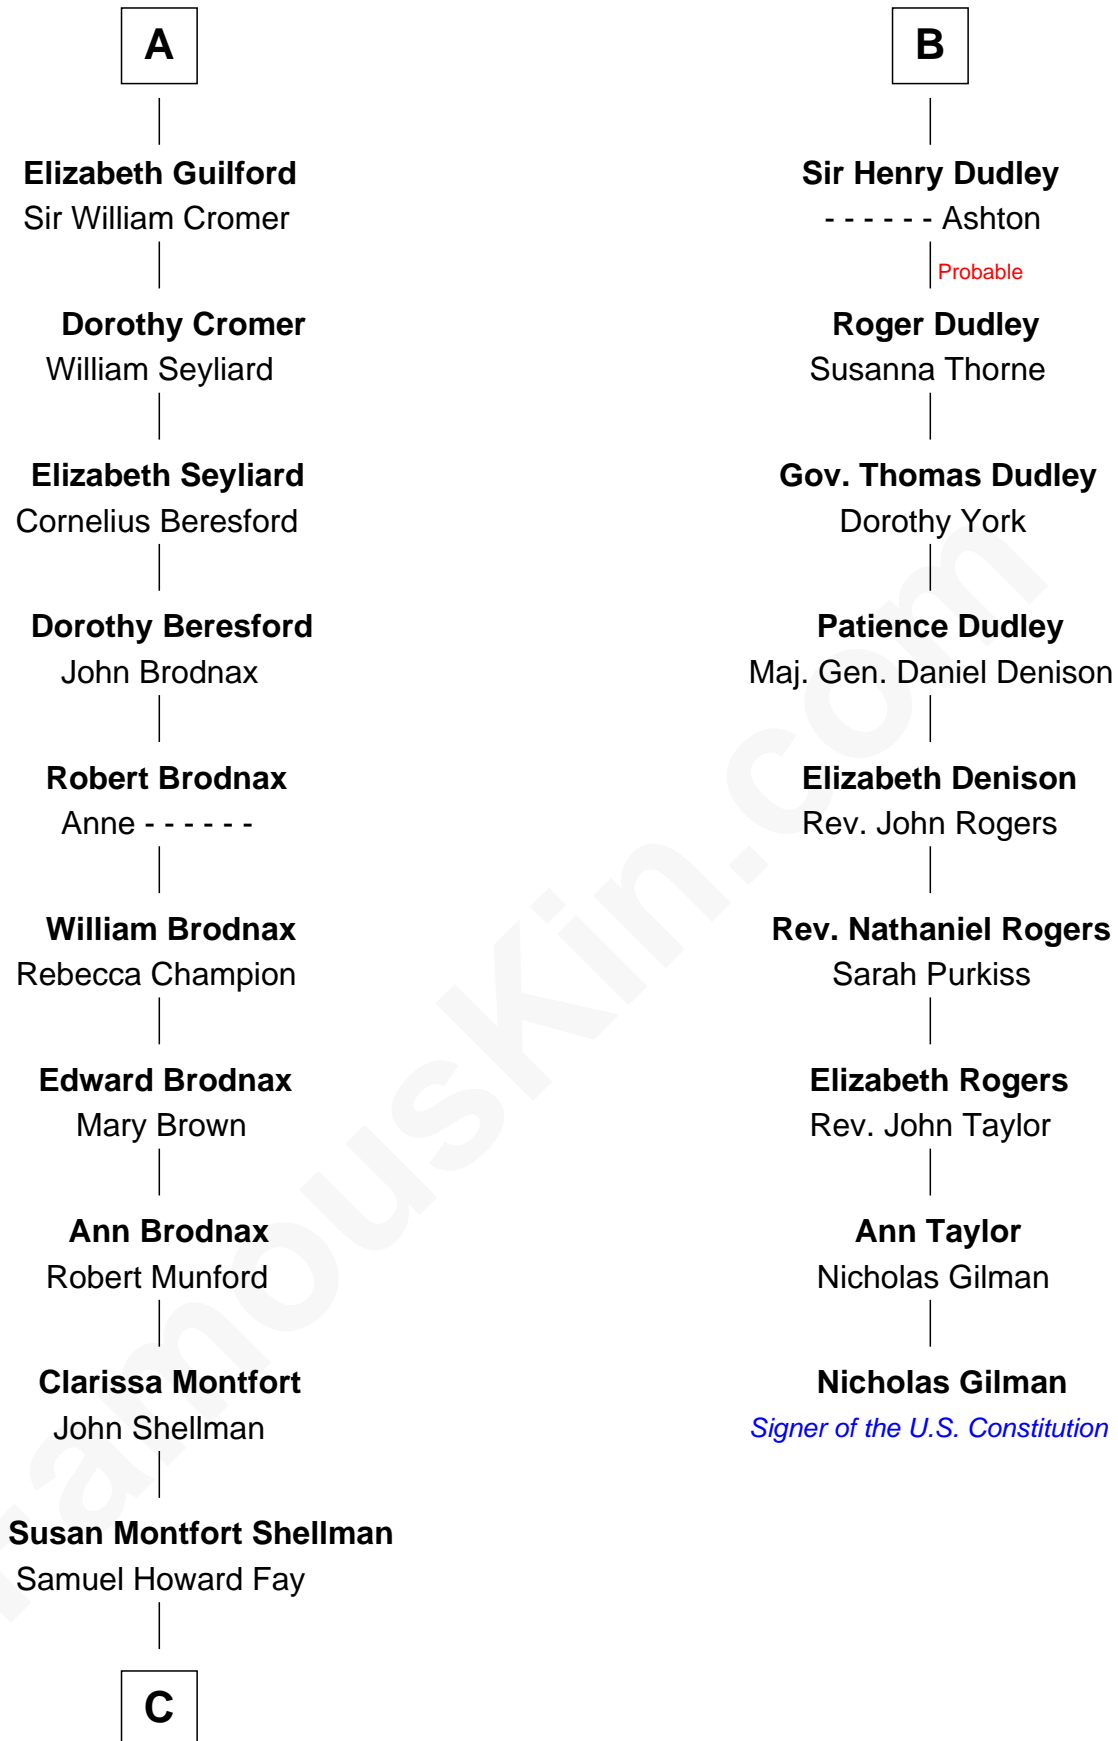 A
Elizabeth Guilford
Sir William Cromer
Dorothy Cromer
William Seyliard
Elizabeth Seyliard
Cornelius Beresford
Dorothy Beresford
John Brodnax
Robert Brodnax
Anne - - - - - -
William Brodnax
Rebecca Champion
Edward Brodnax
Mary Brown
Ann Brodnax
Robert Munford
Clarissa Montfort
John Shellman
Susan Montfort Shellman
Samuel Howard Fay
C
B
Sir Henry Dudley
- - - - - - Ashton
Probable
Roger Dudley
Susanna Thorne
Gov. Thomas Dudley
Dorothy York
Patience Dudley
Maj. Gen. Daniel Denison
Elizabeth Denison
Rev. John Rogers
Rev. Nathaniel Rogers
Sarah Purkiss
Elizabeth Rogers
Rev. John Taylor
Ann Taylor
Nicholas Gilman
Nicholas Gilman
Signer of the U.S. Constitution
FamousKin.com